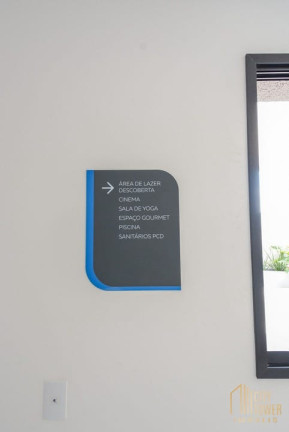 ÁREA DE LAZER
DESCOBERTA
CINEMA
SALA DE YOGA
ESPAÇO GOURMET
PISCINA
SANITÁRIOS PCD